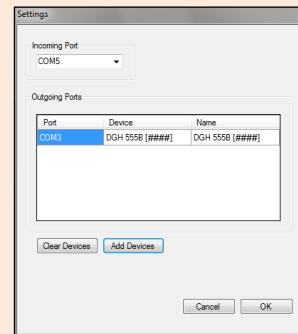 Settings
Incoming Port
COM5
Outgoing Ports
Port Device Name
COM3 DGH 555B [####] DGH 555B [####]
Clear Devices Add Devices
Cancel OK